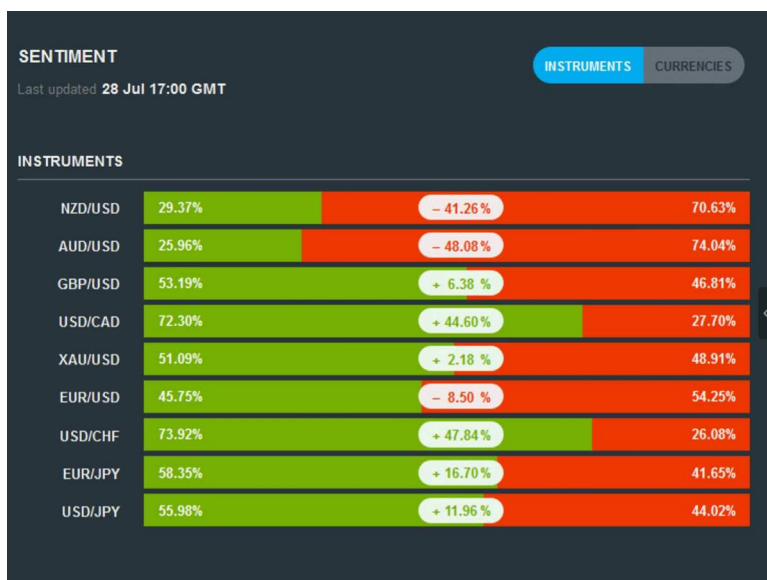 SENTIMENT
INSTRUMENTS CURRENCIES
Last updated 28 Jul 17:00 GMT
INSTRUMENTS
NZD/USD 29.37% – 41.26% 70.63%
AUD/USD 25.96% – 48.08% 74.04%
GBP/USD 53.19% + 6.38 % 46.81%
USD/CAD 72.30% + 44.60% 27.70%
XAU/USD 51.09% + 2.18 % 48.91%
EUR/USD 45.75% – 8.50 % 54.25%
USD/CHF 73.92% + 47.84% 26.08%
EUR/JPY 58.35% + 16.70% 41.65%
USD/JPY 55.98% + 11.96% 44.02%